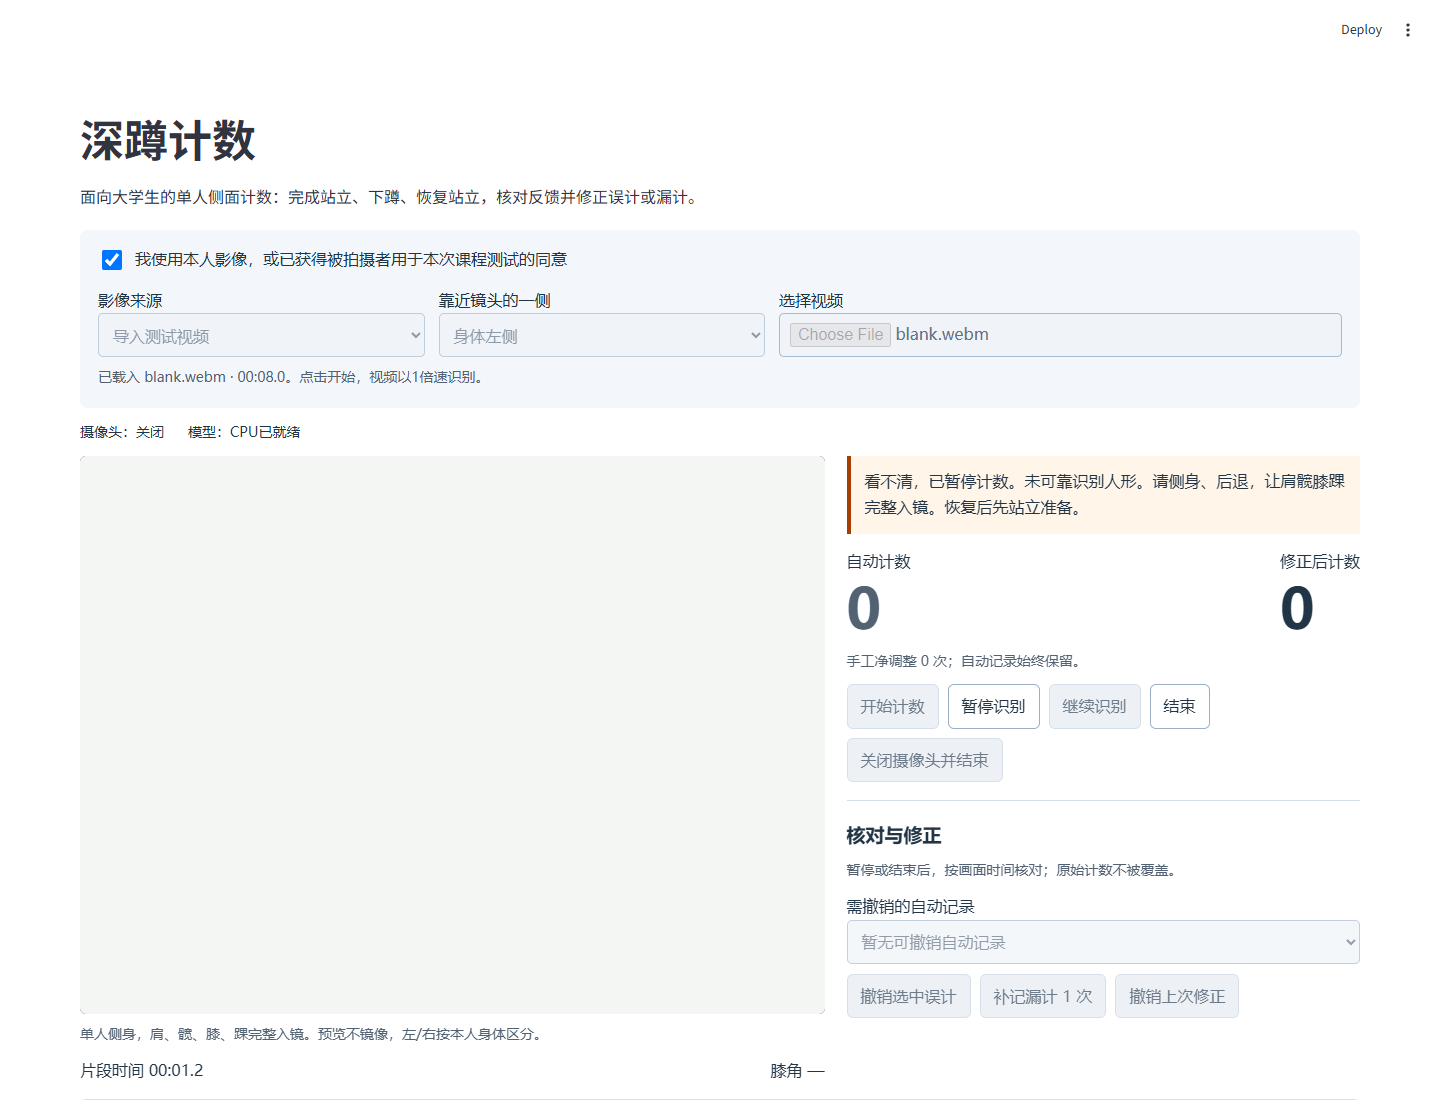 Deploy
深蹲计数
面向大学生的单人侧面计数：完成站立、下蹲、恢复站立，核对反馈并修正误计或漏计。
我使用本人影像，或已获得被拍摄者用于本次课程测试的同意
影像来源
靠近镜头的一侧
选择视频
导入测试视频
身体左侧
Choose File blank.webm
已载入 blank.webm · 00:08.0。点击开始，视频以1倍速识别。
摄像头：关闭
模型：CPU已就绪
看不清，已暂停计数。未可靠识别人形。请侧身、后退，让肩髋膝踝
完整入镜。恢复后先站立准备。
自动计数
修正后计数
0
0
手工净调整 0 次；自动记录始终保留。
开始计数
暂停识别
继续识别
结束
关闭摄像头并结束
核对与修正
暂停或结束后，按画面时间核对；原始计数不被覆盖。
需撤销的自动记录
暂无可撤销自动记录
撤销选中误计
补记漏计 1 次
撤销上次修正
单人侧身，肩、髋、膝、踝完整入镜。预览不镜像，左/右按本人身体区分。
片段时间 00:01.2
膝角 —